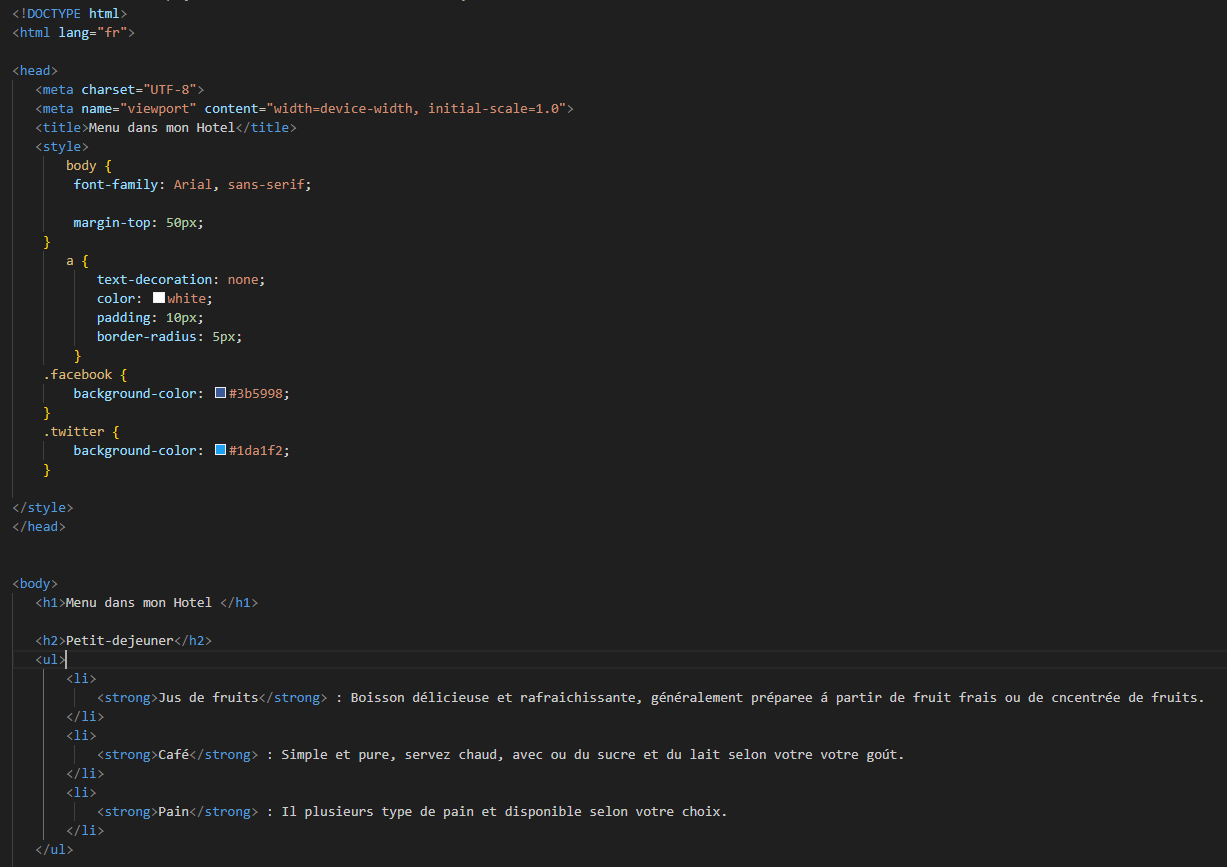 <!DOCTYPE html>
<html lang="fr">
<head>
<meta charset="UTF-8">
<meta name="viewport" content="width=device-width, initial-scale=1.0">
<title>Menu dans mon Hotel</title>
<style>
body {
font-family: Arial, sans-serif;
margin-top: 50px;
}
a {
text-decoration: none;
color: white;
padding: 10px;
border-radius: 5px;
}
.facebook {
background-color: #3b5998;
}
.twitter {
background-color: #1da1f2;
}
</style>
</head>
<body>
<h1>Menu dans mon Hotel </h1>
<h2>Petit-dejeuner</h2>
<ul>
<li>
<strong>Jus de fruits</strong> : Boisson délicieuse et rafraichissante, généralement préparee á partir de fruit frais ou de cncentrée de fruits.
</li>
<li>
<strong>Café</strong> : Simple et pure, servez chaud, avec ou du sucre et du lait selon votre votre goút.
</li>
<li>
<strong>Pain</strong> : Il plusieurs type de pain et disponible selon votre choix.
</li>
</ul>